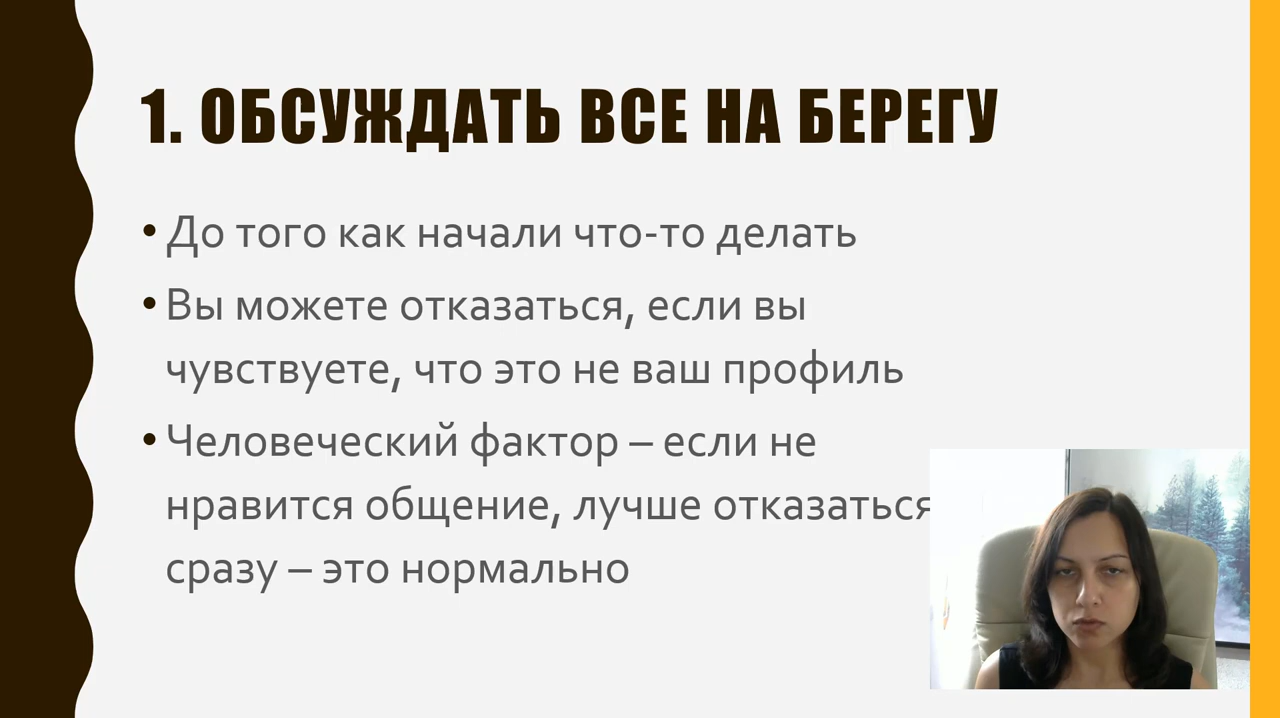 1. ОБСУЖДАТЬ ВСЕ НА БЕРЕГУ
• До того как начали что-то делать
• Вы можете отказаться, если вы
чувствуете, что это не ваш профиль
• Человеческий фактор – если не
нравится общение, лучше отказаться
сразу – это нормально